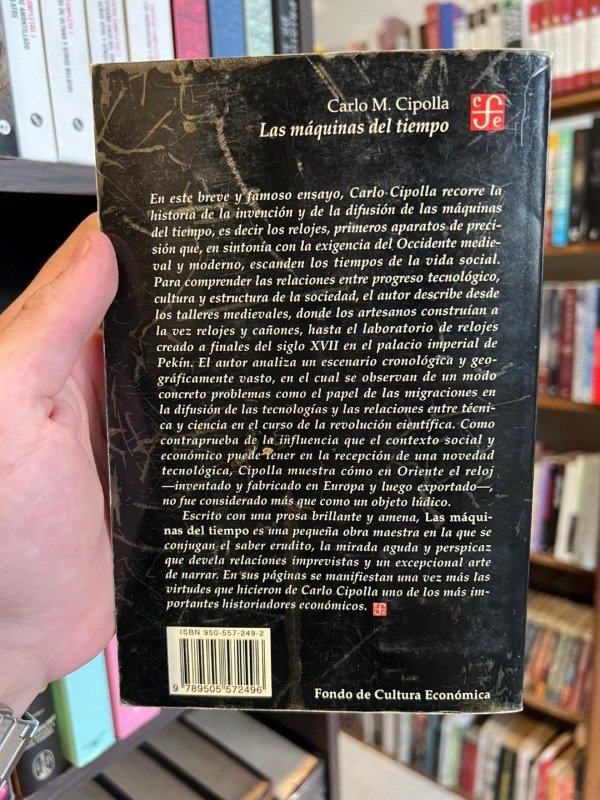 Carlo M. Cipolla
Las máquinas del tiempo
cfe
En este breve y famoso ensayo, Carlo Cipolla recorre la
historia de la invención y de la difusión de las máquinas
del tiempo, es decir los relojes, primeros aparatos de preci-
sión que, en sintonía con la exigencia del Occidente medie-
val y moderno, escanden los tiempos de la vida social.
Para comprender las relaciones entre progreso tecnológico,
cultura y estructura de la sociedad, el autor describe desde
los talleres medievales, donde los artesanos construían a
la vez relojes y cañones, hasta el laboratorio de relojes
creado a finales del siglo XVII en el palacio imperial de
Pekín. El autor analiza un escenario cronológica y geo-
gráficamente vasto, en el cual se observan de un modo
concreto problemas como el papel de las migraciones en
la difusión de las tecnologías y las relaciones entre técni-
ca y ciencia en el curso de la revolución científica. Como
contraprueba de la influencia que el contexto social y
económico puede tener en la recepción de una novedad
tecnológica, Cipolla muestra cómo en Oriente el reloj
—inventado y fabricado en Europa y luego exportado—,
no fue considerado más que como un objeto lúdico.
Escrito con una prosa brillante y amena, Las máqui-
nas del tiempo es una pequeña obra maestra en la que se
conjugan el saber erudito, la mirada aguda y perspicaz
que devela relaciones imprevistas y un excepcional arte
de narrar. En sus páginas se manifiestan una vez más las
virtudes que hicieron de Carlo Cipolla uno de los más im-
portantes historiadores económicos.
ISBN 950-557-249-2
9 789505 572496
Fondo de Cultura Económica